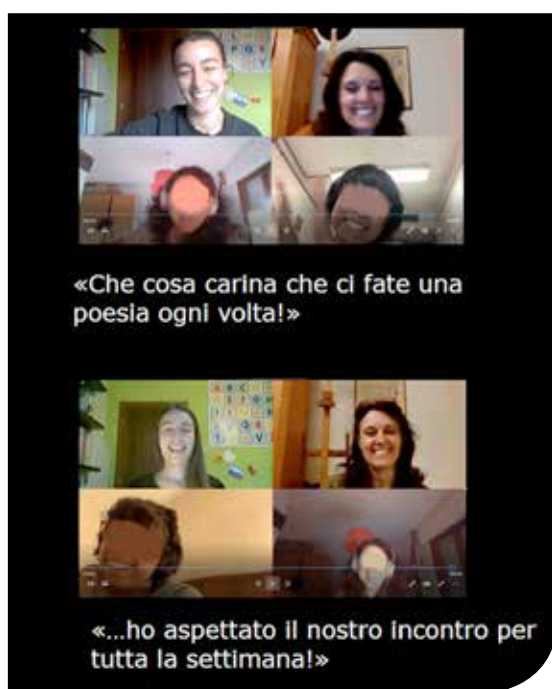 «Che cosa carina che ci fate una
poesia ogni volta!»
«...ho aspettato il nostro incontro per
tutta la settimana!»